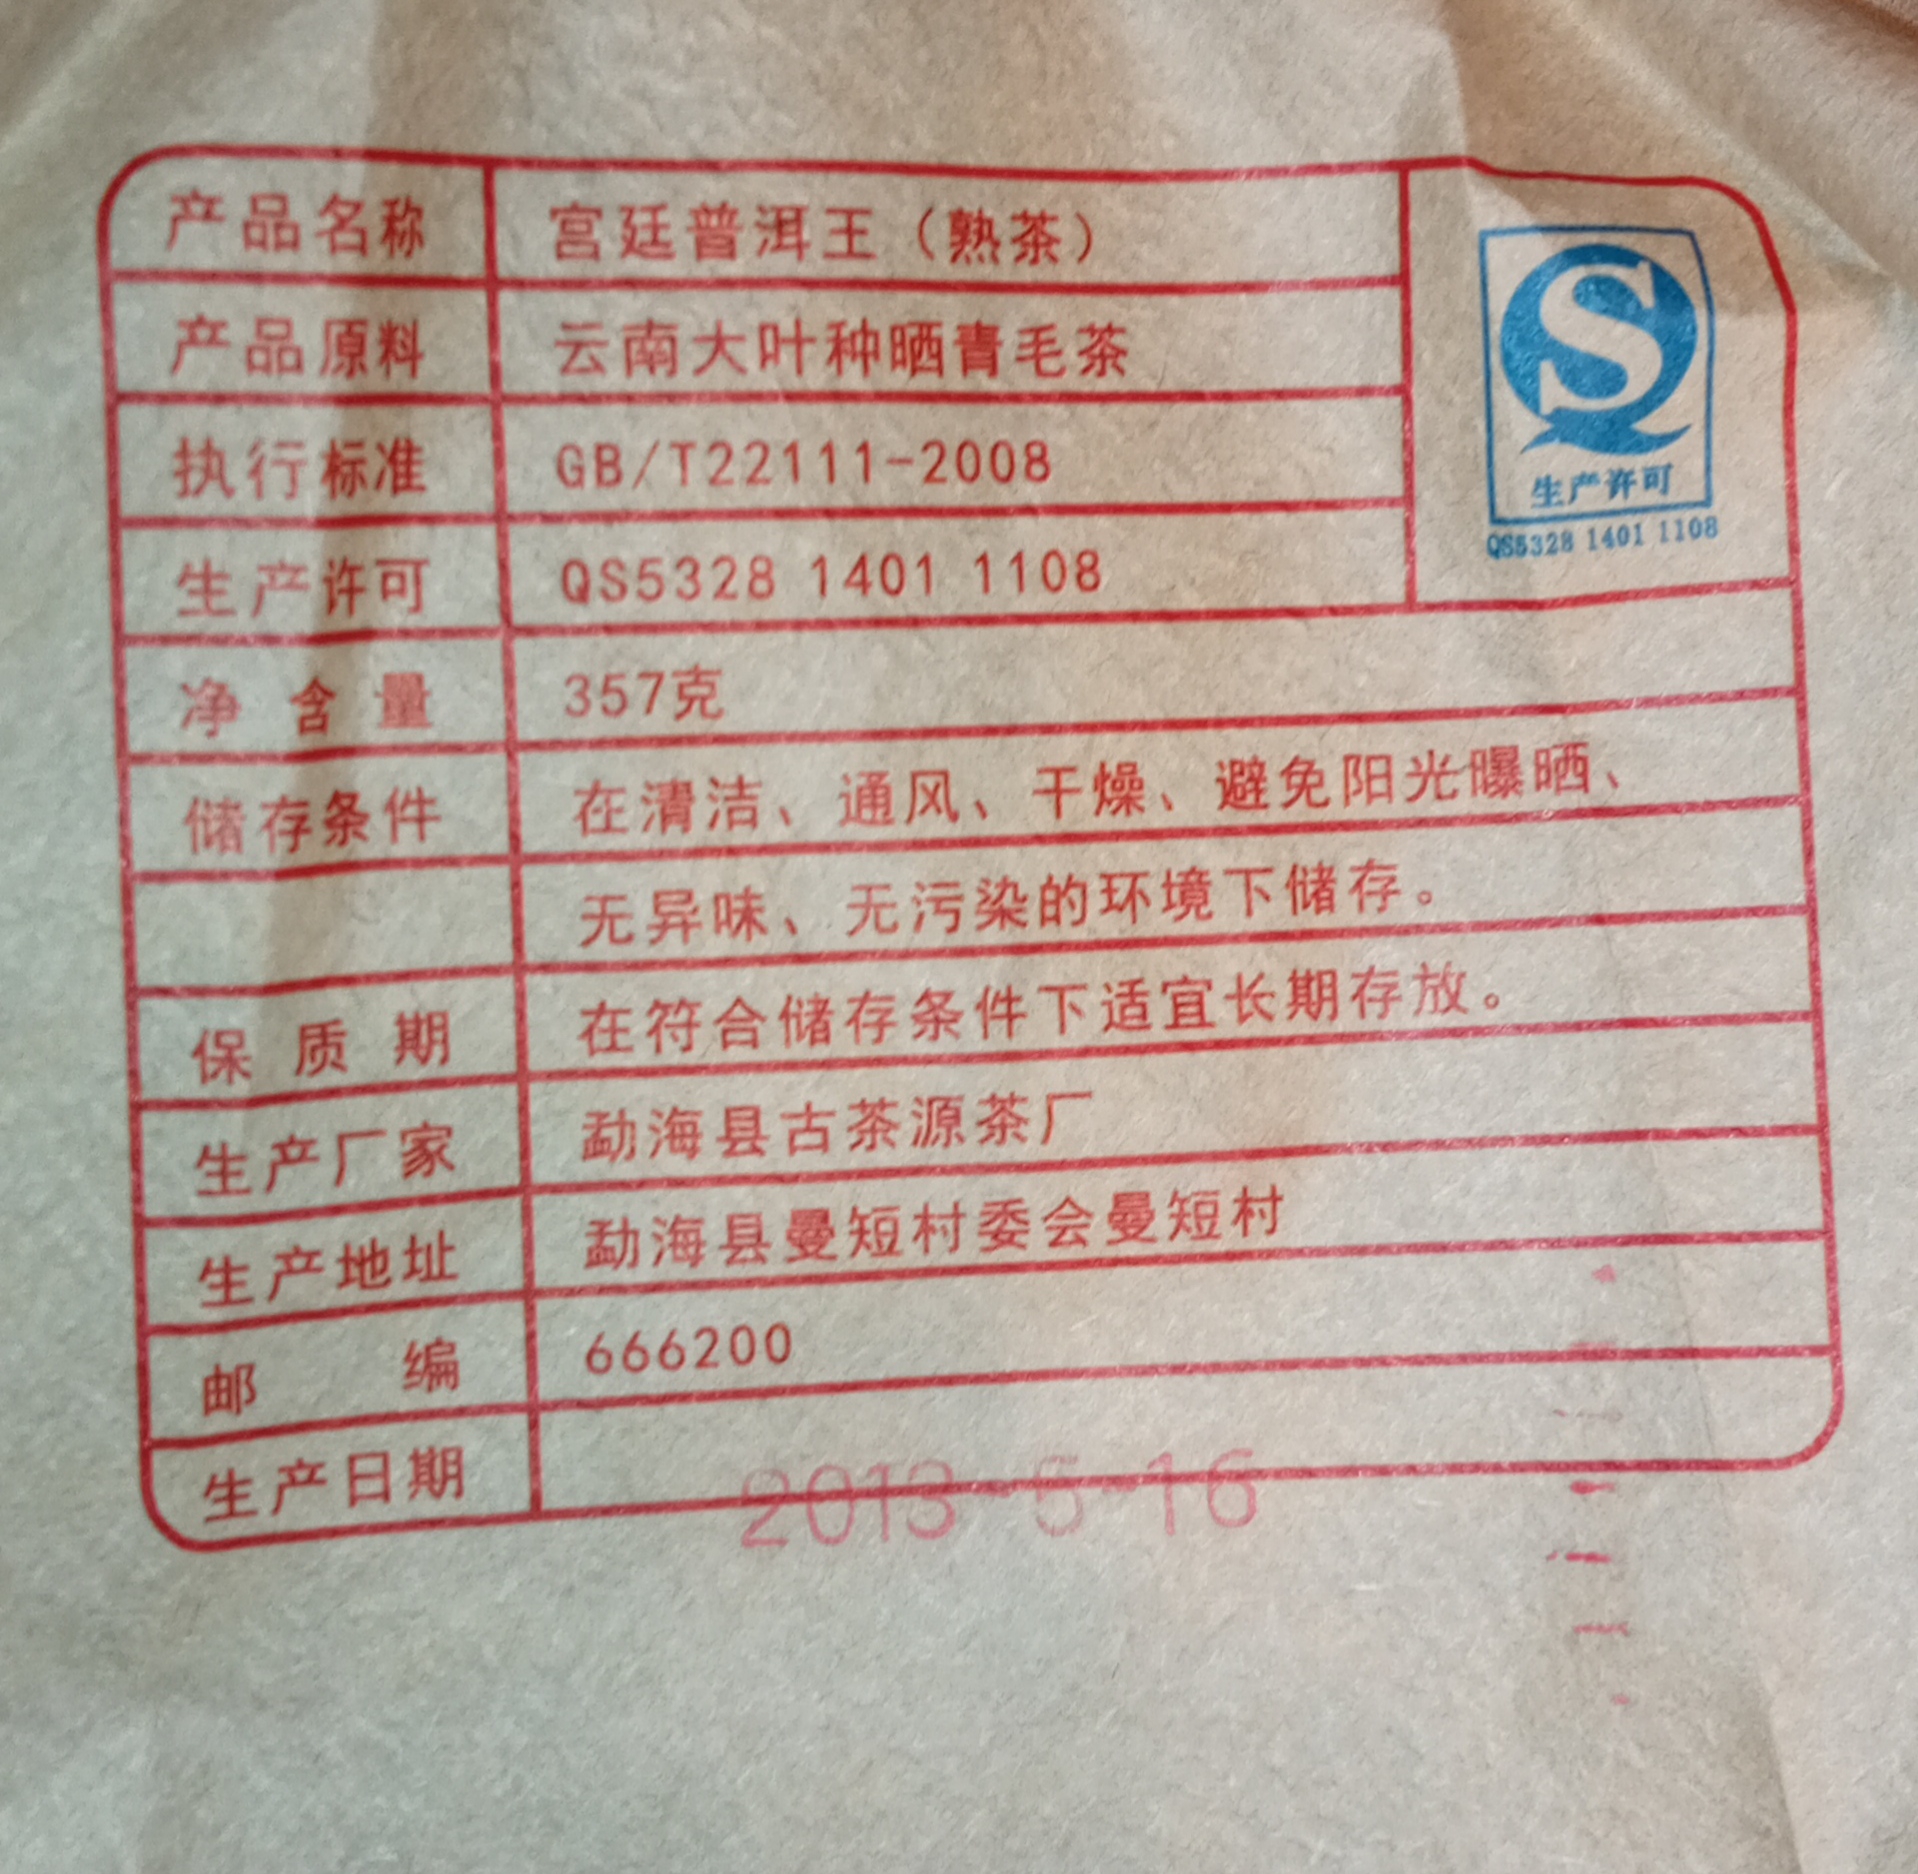 产品名称 宫廷普洱王（熟茶）
产品原料 云南大叶种晒青毛茶
执行标准 GB/T22111-2008
生产许可 QS5328 1401 1108
生产许可
QS5328 1401 1108
净含量 357克
储存条件 在清洁、通风、干燥、避免阳光曝晒、
无异味、无污染的环境下储存。
保质期 在符合储存条件下适宜长期存放。
生产厂家 勐海县古茶源茶厂
生产地址 勐海县曼短村委会曼短村
邮编 666200
生产日期 2013-5-16